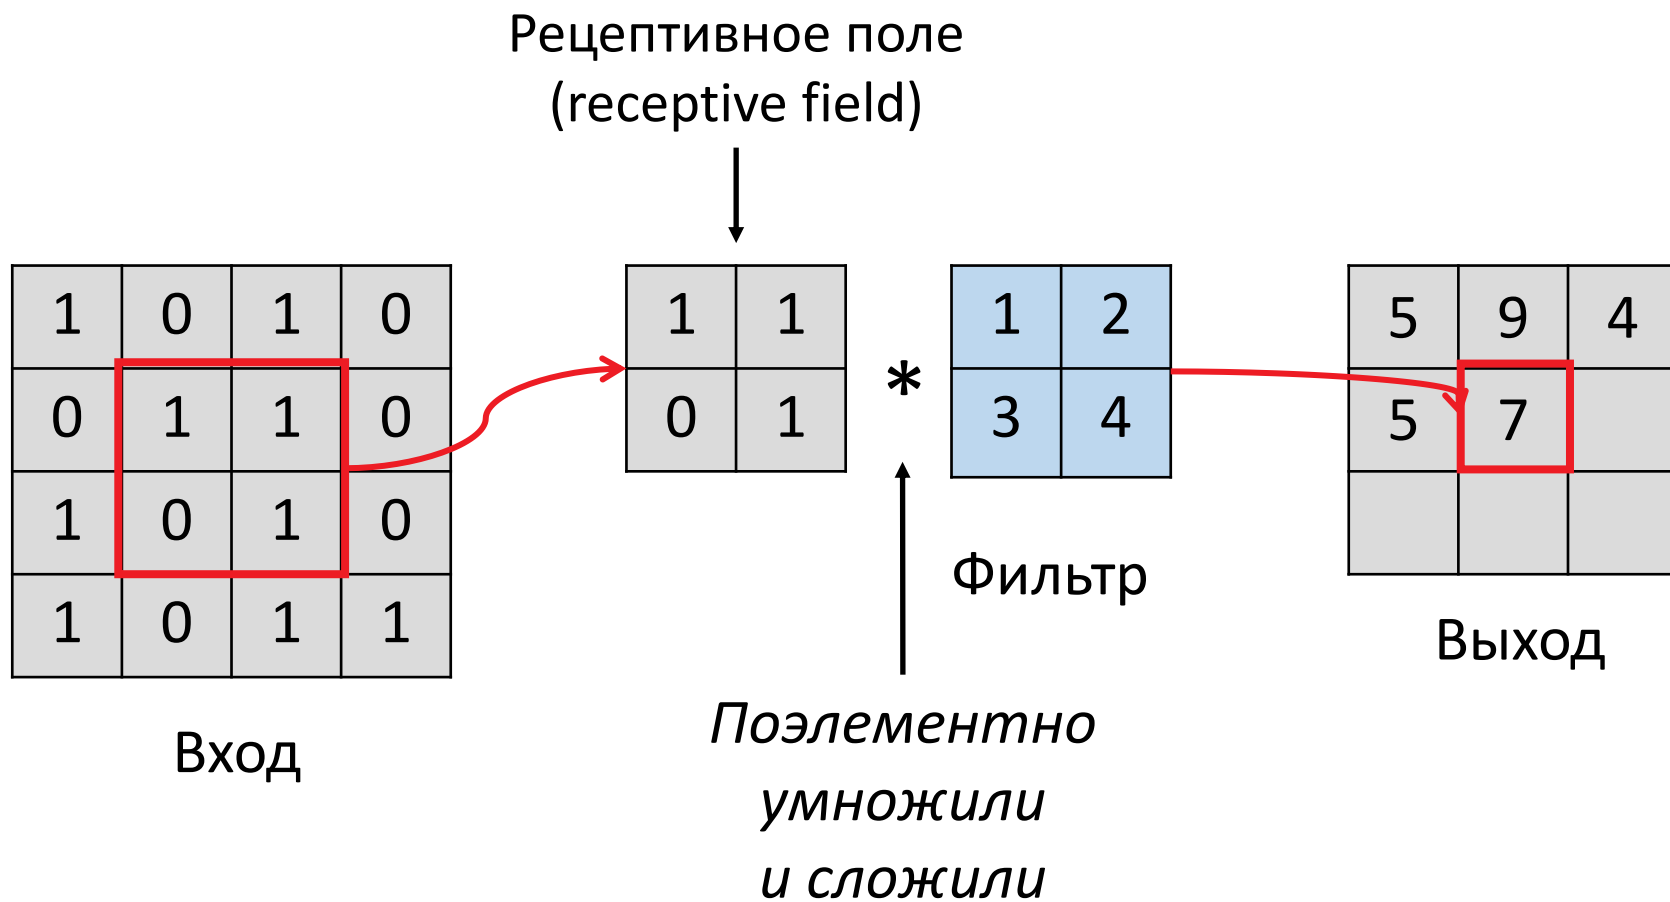 Рецептивное поле
(receptive field)
1 0 1 0
0 1 1 0
1 0 1 0
1 0 1 1
Вход
1 1
0 1
*
1 2
3 4
Фильтр
Поэлементно
умножили
и сложили
5 9 4
5 7
Выход